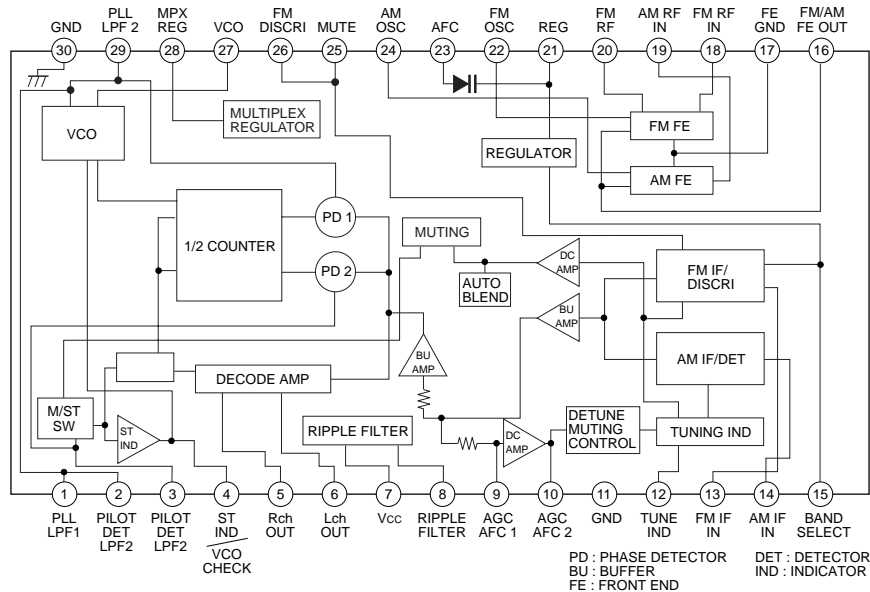 GND
PLL
LPF 2
MPX
REG
VCO
FM
DISCRI
MUTE
AM
OSC
AFC
FM
OSC
REG
FM
RF
AM RF
IN
FM RF
IN
FE
GND
FM/AM
FE OUT
30
29
28
27
26
25
24
23
22
21
20
19
18
17
16
VCO
MULTIPLEX
REGULATOR
REGULATOR
FM FE
AM FE
1/2 COUNTER
PD 1
PD 2
MUTING
AUTO
BLEND
DC
AMP
BU
AMP
FM IF/
DISCRI
AM IF/DET
BU
AMP
DECODE AMP
M/ST
SW
ST
IND
RIPPLE FILTER
DC
AMP
DETUNE
MUTING
CONTROL
TUNING IND
1
2
3
4
5
6
7
8
9
10
11
12
13
14
15
PLL
LPF1
PILOT
DET
LPF2
PILOT
DET
LPF2
ST
IND
VCO
CHECK
Rch
OUT
Lch
OUT
Vcc
RIPPLE
FILTER
AGC
AFC 1
AGC
AFC 2
GND
TUNE
IND
FM IF
IN
AM IF
IN
BAND
SELECT
PD : PHASE DETECTOR
BU : BUFFER
FE : FRONT END
DET : DETECTOR
IND : INDICATOR